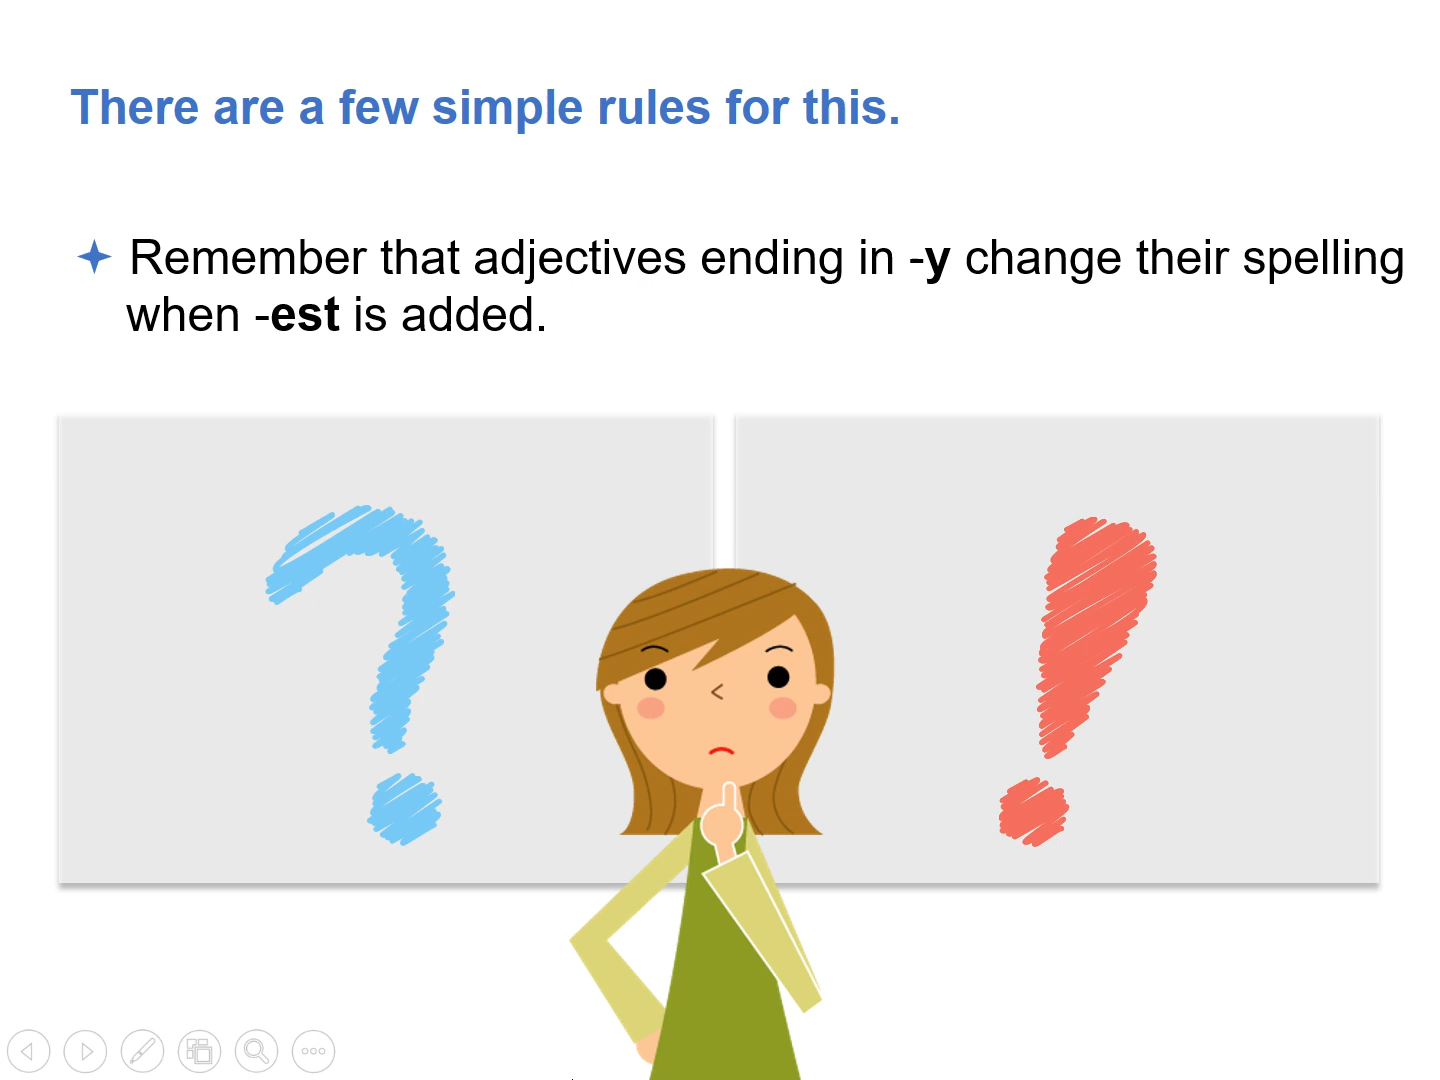 There are a few simple rules for this.
Remember that adjectives ending in -y change their spelling
when -est is added.